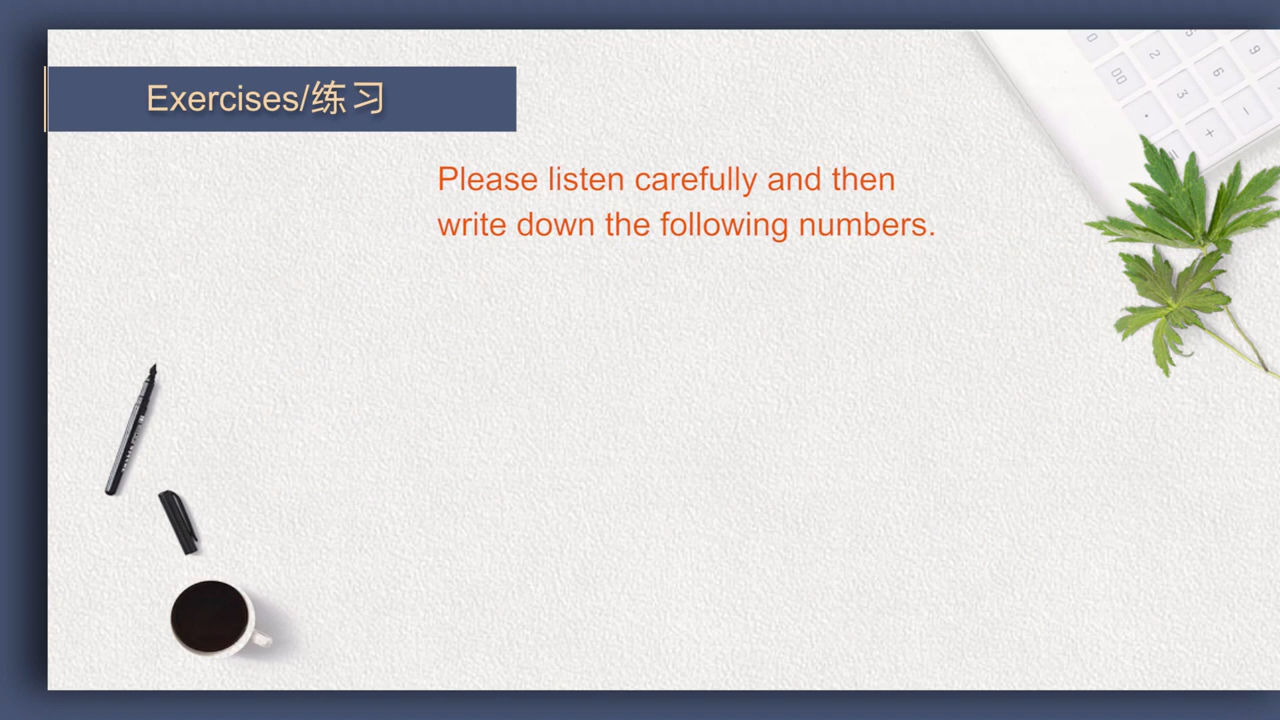 Exercises/练习
Please listen carefully and then
write down the following numbers.